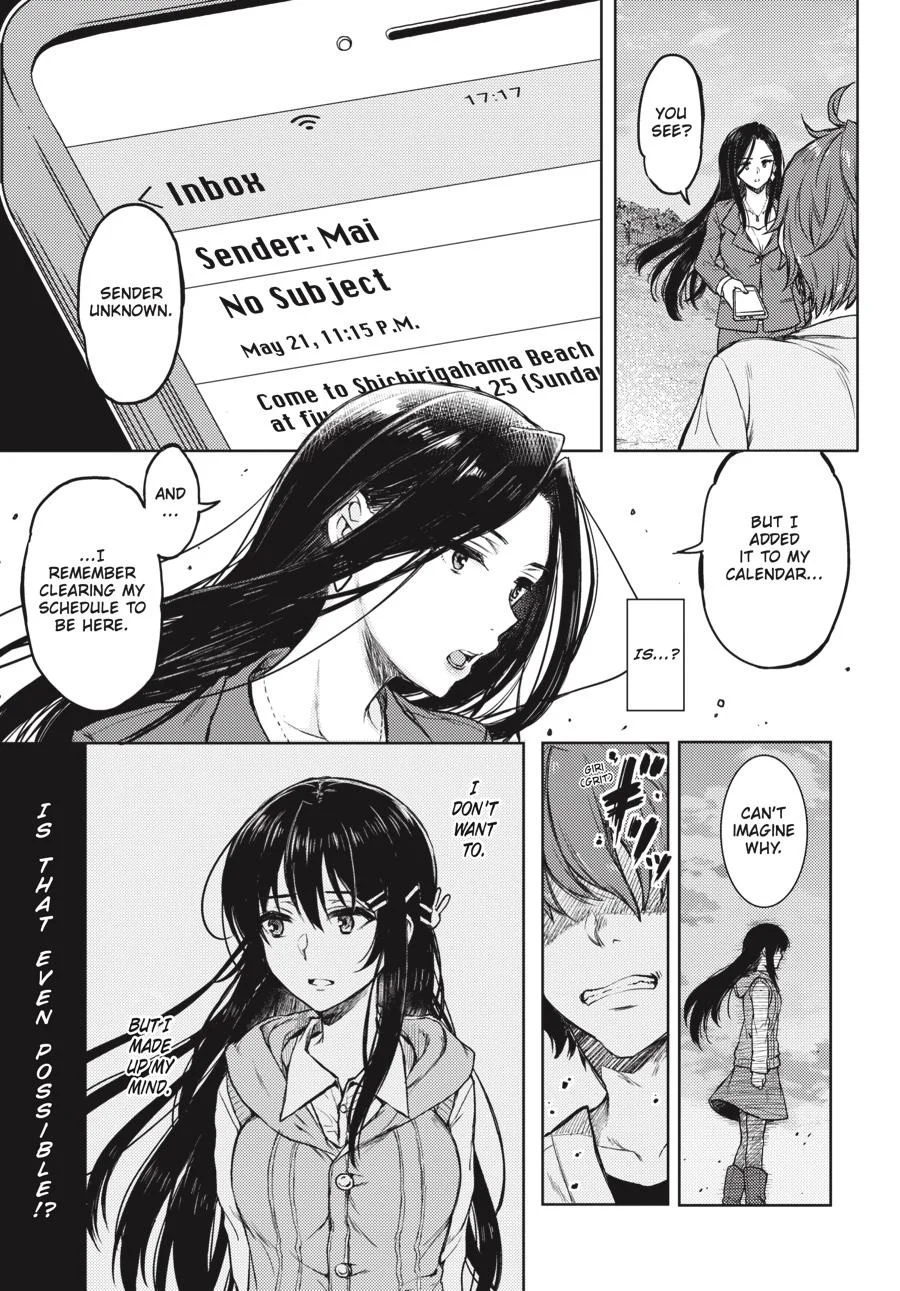 YOU
SEE?
17:17
Inbox
Sender: Mai
No Subject
May 21, 11:15 P.M.
Come to Shichirigahama Beach
at 25 (Sunday
SENDER
UNKNOWN.
BUT I
ADDED
IT TO MY
CALENDAR...
IS...?
AND
...
...I
REMEMBER
CLEARING MY
SCHEDULE TO
BE HERE.
CAN'T
IMAGINE
WHY.
GIRI
(GRIT)
I
DON'T
WANT
TO.
BUT I
MADE
UP MY
MIND.
IS THAT EVEN POSSIBLE!?